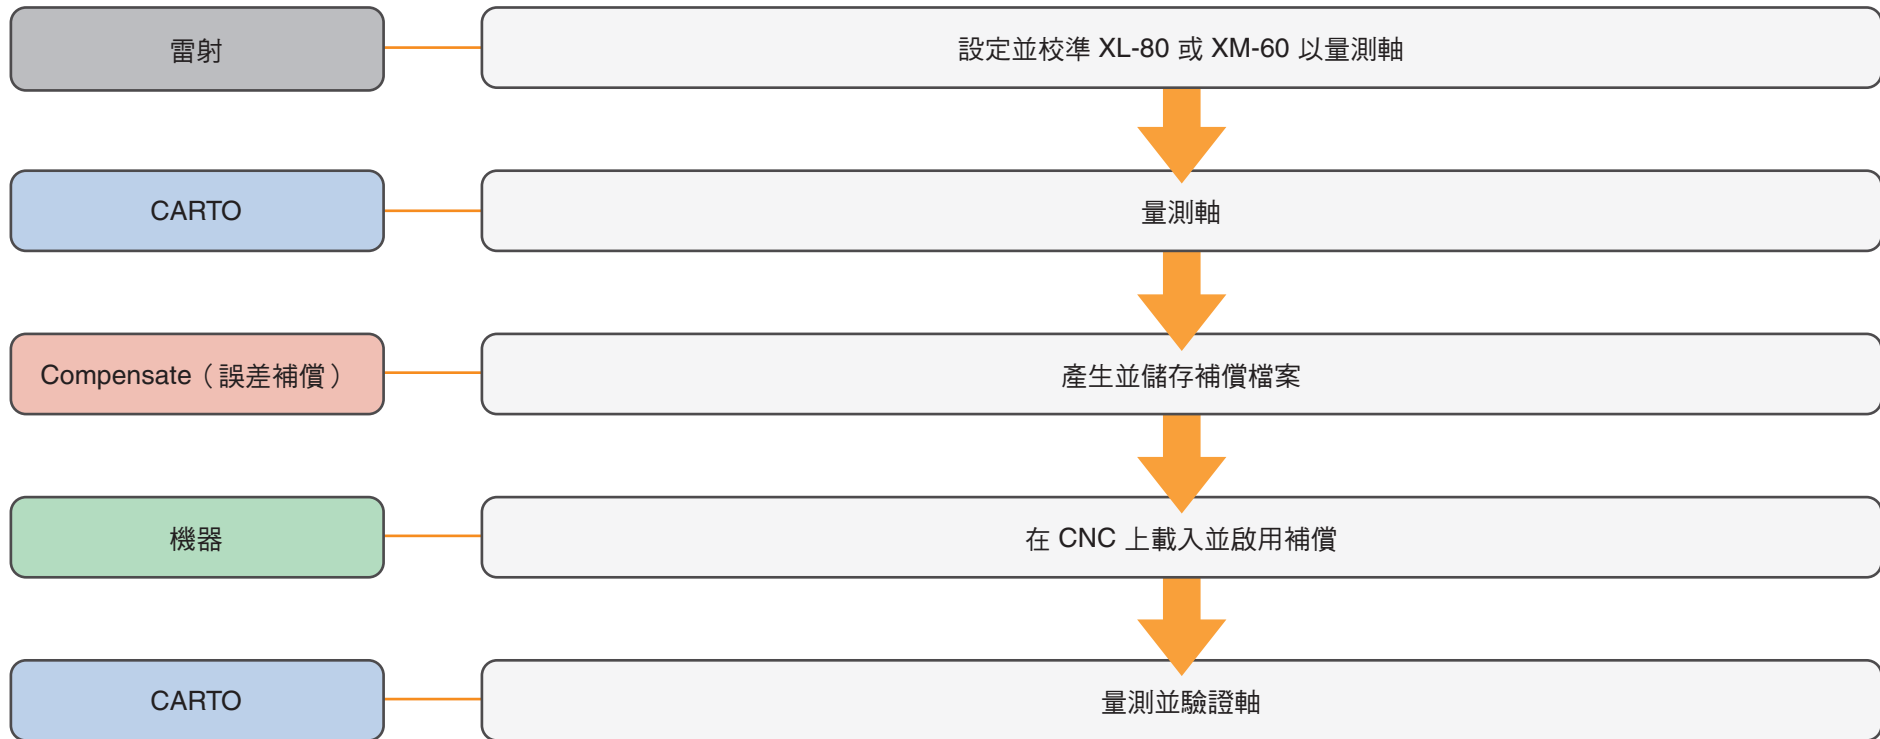 雷射
設定並校準 XL-80 或 XM-60 以量測軸
CARTO
量測軸
Compensate（誤差補償）
產生並儲存補償檔案
機器
在 CNC 上載入並啟用補償
CARTO
量測並驗證軸